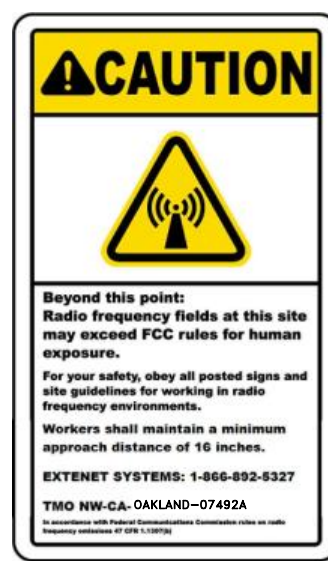 CAUTION
Beyond this point:
Radio frequency fields at this site
may exceed FCC rules for human
exposure.
For your safety, obey all posted signs and
site guidelines for working in radio
frequency environments.
Workers shall maintain a minimum
approach distance of 16 inches.
EXTENET SYSTEMS: 1-866-892-5327
TMO NW-CA-OAKLAND-07492A
In accordance with Federal Communications Commission rules on radio
frequency emissions 47 CFR 1.1307(b)